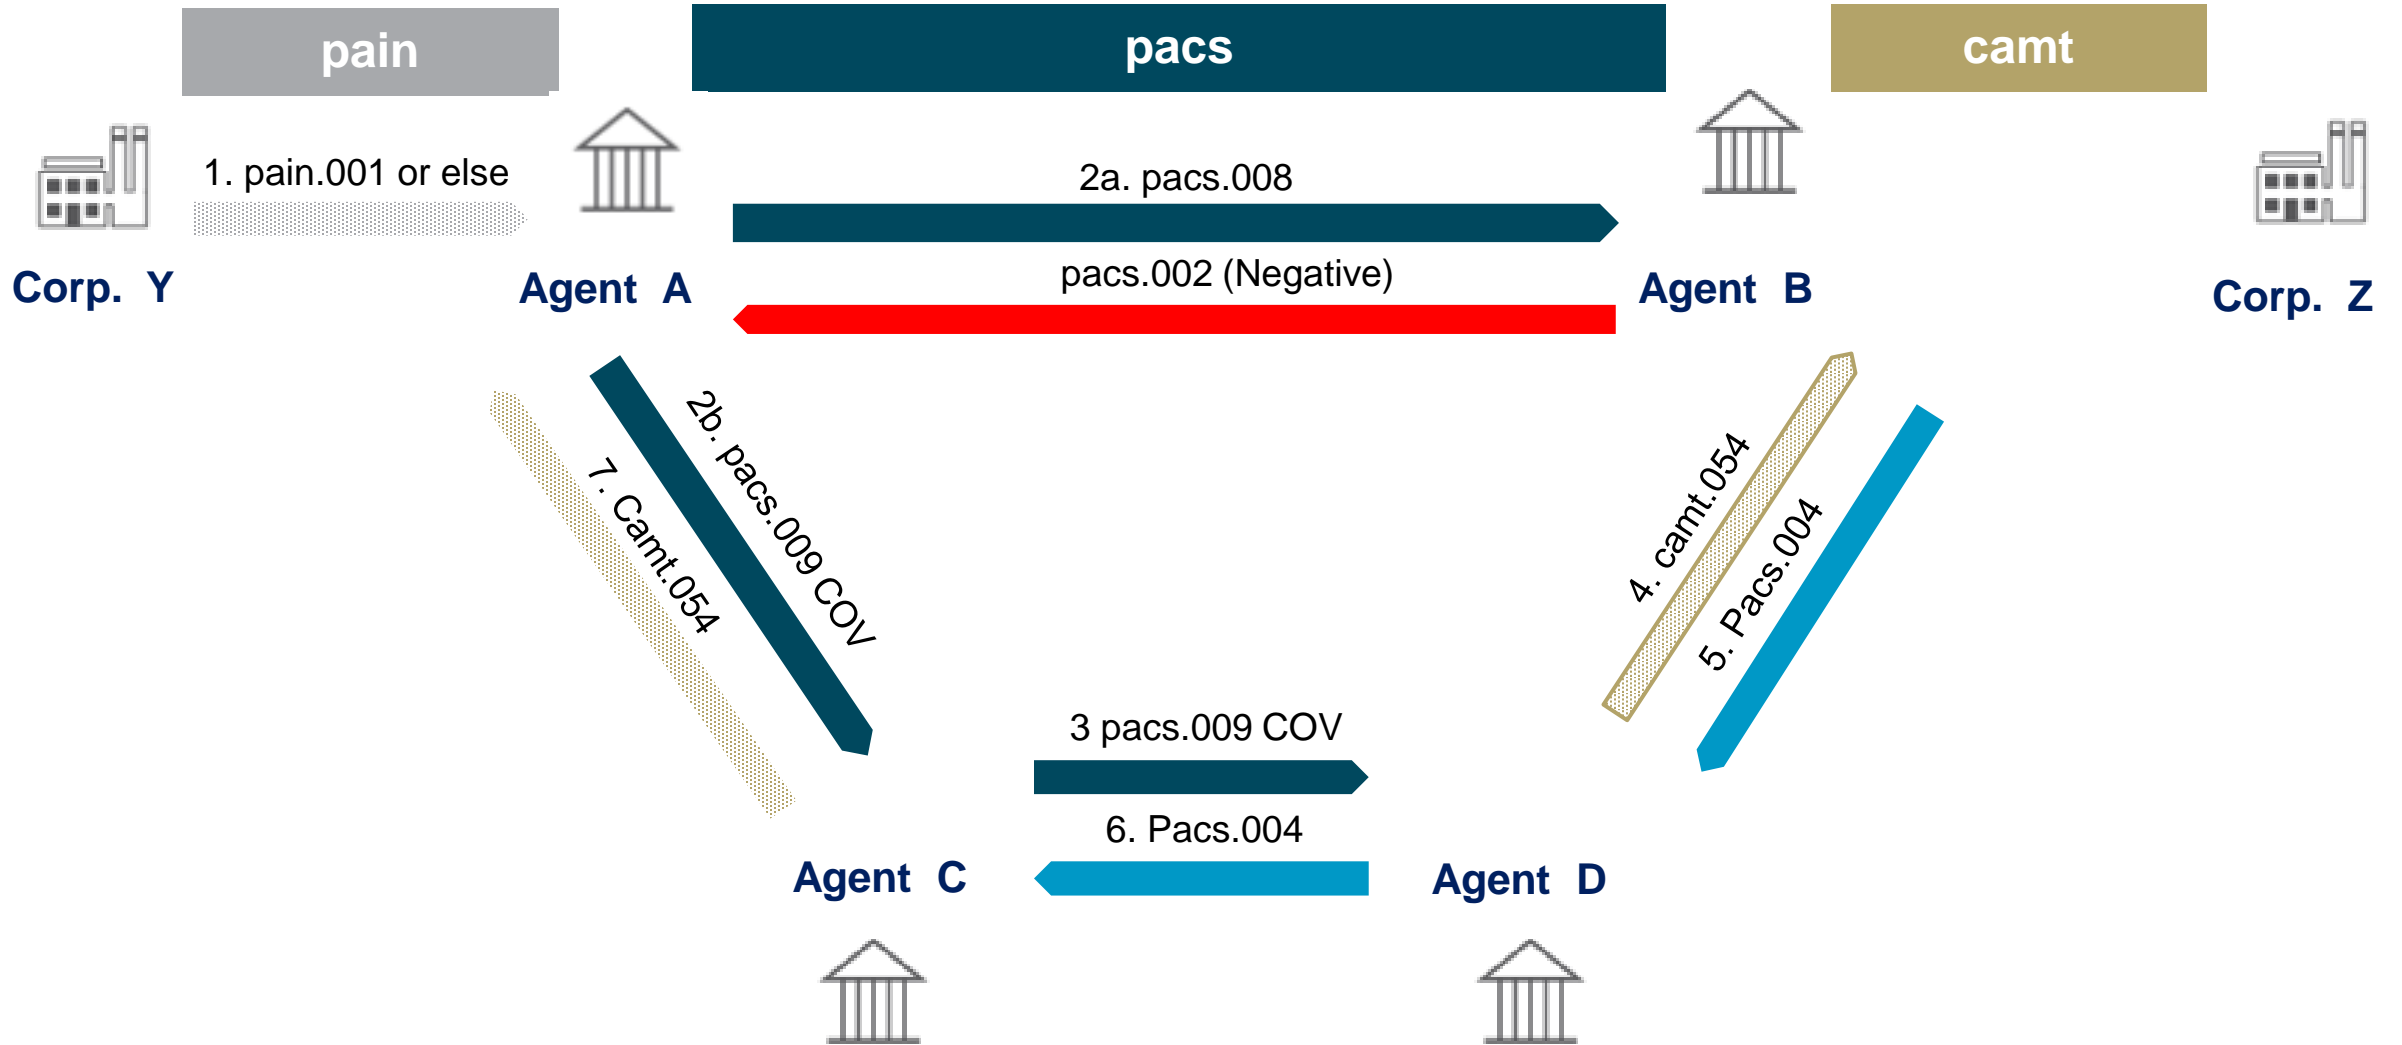 pain
pacs
camt
1. pain.001 or else
2a. pacs.008
pacs.002 (Negative)
Corp. Y
Agent A
Agent B
Corp. Z
2b. pacs.009 COV
7. Camt.054
4. camt.054
5. Pacs.004
3 pacs.009 COV
6. Pacs.004
Agent C
Agent D